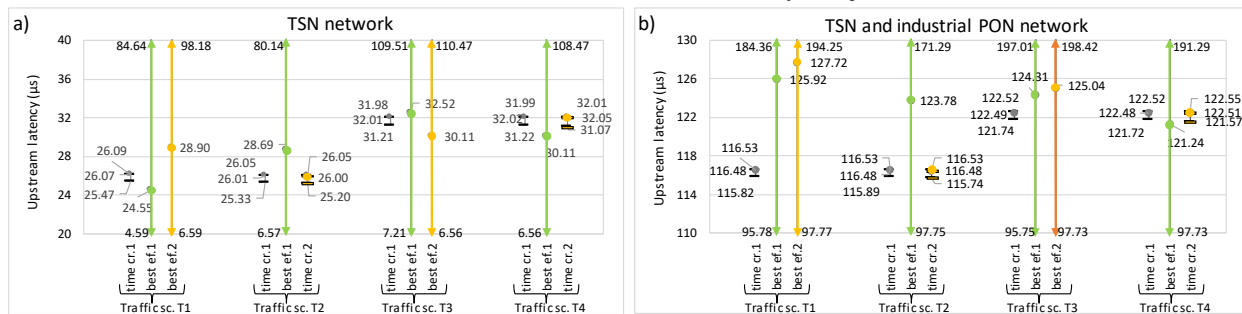 a)
TSN network
Upstream latency (µs)
40
36
32
28
24
20
84.64
98.18
80.14
109.51
110.47
108.47
26.09
26.07
25.47
24.55
28.90
4.59
6.59
28.69
26.05
26.01
25.33
26.05
26.00
25.20
6.57
31.98
32.01
31.21
32.52
30.11
7.21
6.56
31.99
32.02
31.22
30.11
32.01
32.05
31.07
6.56
time cr.1
best ef.1
best ef.2
time cr.1
best ef.1
time cr.2
time cr.1
best ef.1
best ef.2
time cr.1
best ef.1
time cr.2
Traffic sc. T1
Traffic sc. T2
Traffic sc. T3
Traffic sc. T4
b)
TSN and industrial PON network
Upstream latency (µs)
130
126
122
118
114
110
184.36
194.25
171.29
197.01
198.42
191.29
116.53
116.48
115.82
125.92
127.72
95.78
97.77
123.78
116.53
116.48
115.89
116.53
116.48
115.74
97.75
122.52
122.49
121.74
124.31
125.04
95.75
97.73
122.52
122.48
121.72
121.24
122.55
122.51
121.57
97.73
time cr.1
best ef.1
best ef.2
time cr.1
best ef.1
time cr.2
time cr.1
best ef.1
best ef.2
time cr.1
best ef.1
time cr.2
Traffic sc. T1
Traffic sc. T2
Traffic sc. T3
Traffic sc. T4